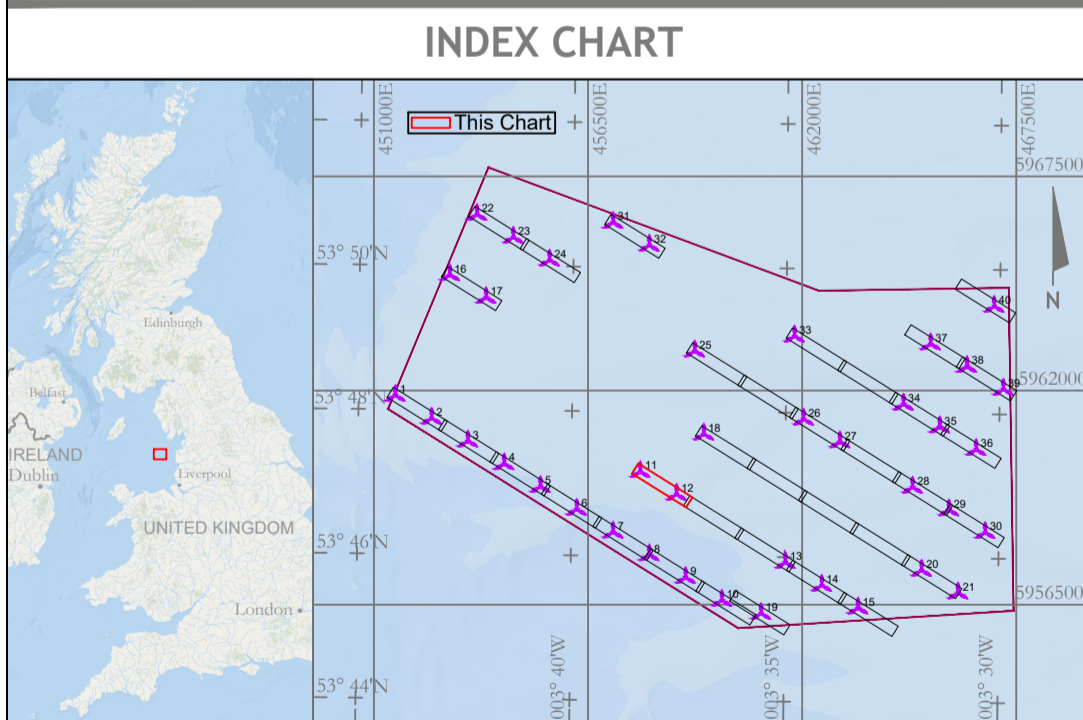 INDEX CHART
This Chart
451000E
456500E
462000E
467500E
5967500
5962000
5956500
53° 50'N
53° 48'N
53° 46'N
53° 44'N
003° 40'W
003° 35'W
003° 30'W
N
Edinburgh
Belfast
IRELAND
Dublin
Liverpool
UNITED KINGDOM
London
1
2
3
4
5
6
7
8
9
10
11
12
13
14
15
16
17
18
19
20
21
22
23
24
25
26
27
28
29
30
31
32
33
34
35
36
37
38
39
40